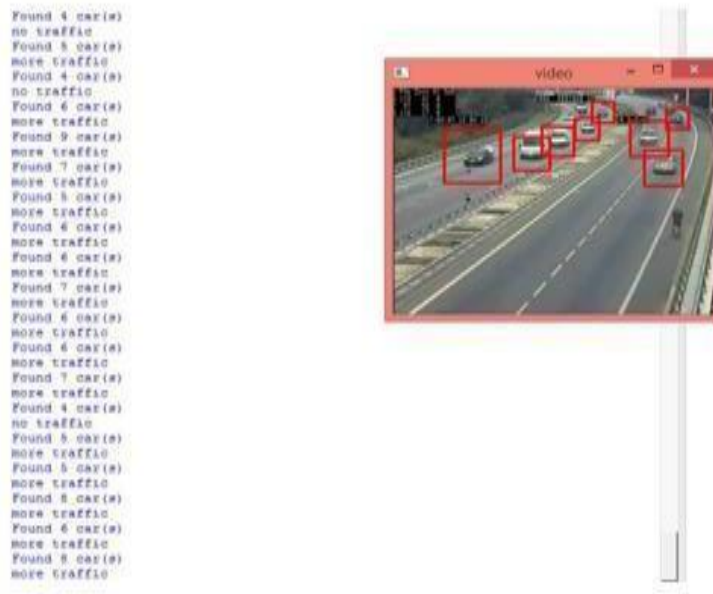 Found 4 car(s)
no traffic
Found 5 car(s)
more traffic
Found 4 car(s)
no traffic
Found 6 car(s)
more traffic
Found 9 car(s)
more traffic
Found 7 car(s)
more traffic
Found 5 car(s)
more traffic
Found 6 car(s)
more traffic
Found 6 car(s)
more traffic
Found 7 car(s)
more traffic
Found 6 car(s)
more traffic
Found 6 car(s)
more traffic
Found 7 car(s)
more traffic
Found 4 car(s)
no traffic
Found 5 car(s)
more traffic
Found 5 car(s)
more traffic
Found car(s)
more traffic
Found 6 car(s)
more traffic
Found 8 car(s)
more traffic
video